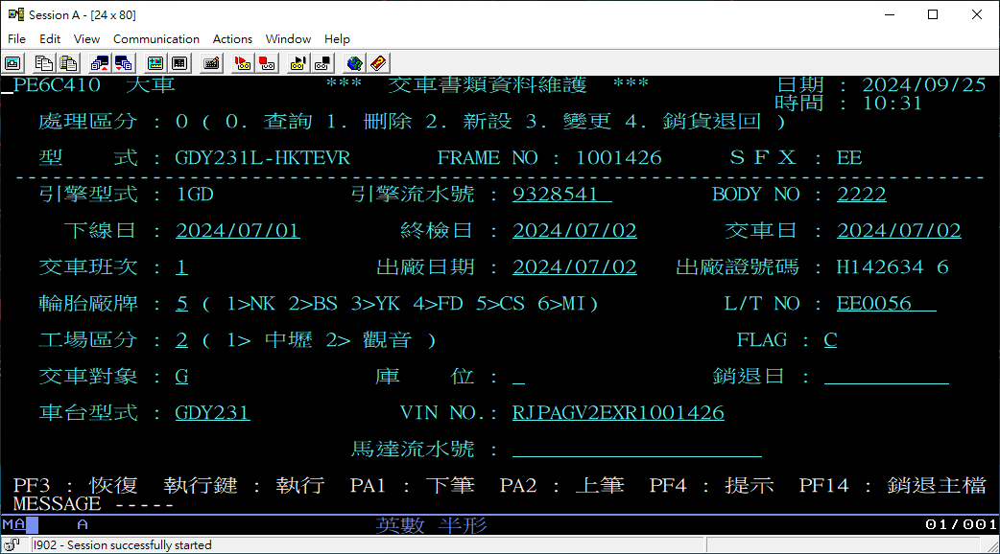 Session A - [24 x 80]
File Edit View Communication Actions Window Help
PE6C410 大車 *** 交車書類資料維護 *** 日期 : 2024/09/25
時間 : 10:31
處理區分 : 0 ( 0. 查詢 1. 刪除 2. 新設 3. 變更 4. 銷貨退回 )
型 式 : GDY231L-HKTEVR FRAME NO : 1001426 ＳＦＸ : EE
引擎型式 : 1GD 引擎流水號 : 9328541 BODY NO : 2222
下線日 : 2024/07/01 終檢日 : 2024/07/02 交車日 : 2024/07/02
交車班次 : 1 出廠日期 : 2024/07/02 出廠證號碼 : H142634 6
輪胎廠牌 : 5 ( 1>NK 2>BS 3>YK 4>FD 5>CS 6>MI) L/T NO : EE0056
工場區分 : 2 ( 1> 中壢 2> 觀音 ) FLAG : C
交車對象 : G 庫 位 : _ 銷退日 :
車台型式 : GDY231 VIN NO.: RJPAGV2EXR1001426
馬達流水號 :
PF3 : 恢復 執行鍵 : 執行 PA1 : 下筆 PA2 : 上筆 PF4 : 提示 PF14 : 銷退主檔
MESSAGE -----
MA A 英數 半形 01/001
I902 - Session successfully started